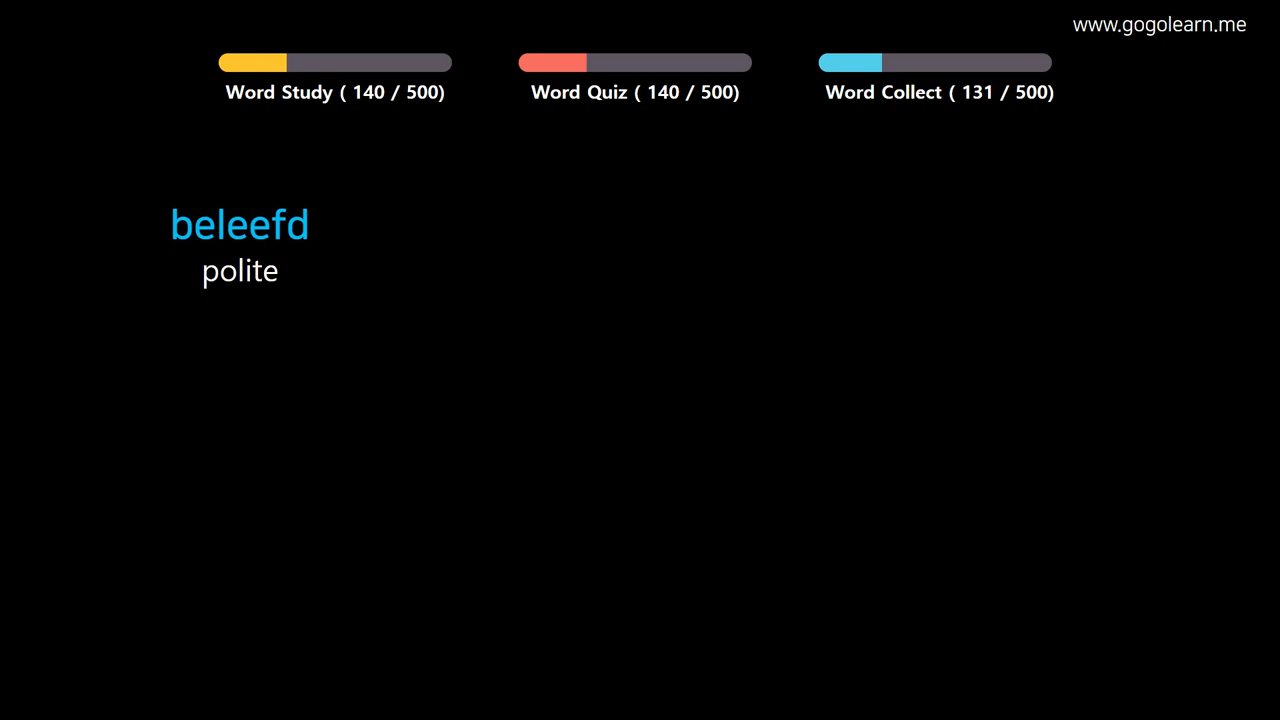 www.gogolearn.me
Word Study ( 140 / 500)
Word Quiz ( 140 / 500)
Word Collect ( 131 / 500)
beleefd
polite